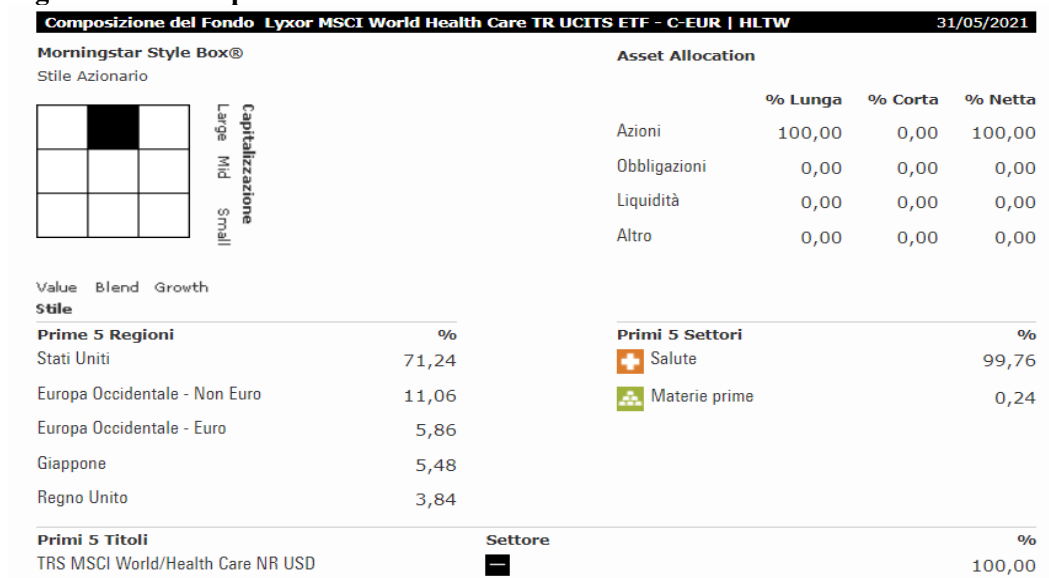 Composizione del Fondo Lyxor MSCI World Health Care TR UCITS ETF - C-EUR | HLTW 31/05/2021
Morningstar Style Box®
Stile Azionario
Capitalizzazione
Large Mid Small
Value Blend Growth
Stile
Asset Allocation
% Lunga % Corta % Netta
Azioni 100,00 0,00 100,00
Obbligazioni 0,00 0,00 0,00
Liquidità 0,00 0,00 0,00
Altro 0,00 0,00 0,00
Prime 5 Regioni %
Stati Uniti 71,24
Europa Occidentale - Non Euro 11,06
Europa Occidentale - Euro 5,86
Giappone 5,48
Regno Unito 3,84
Primi 5 Settori %
Salute 99,76
Materie prime 0,24
Primi 5 Titoli Settore %
TRS MSCI World/Health Care NR USD 100,00